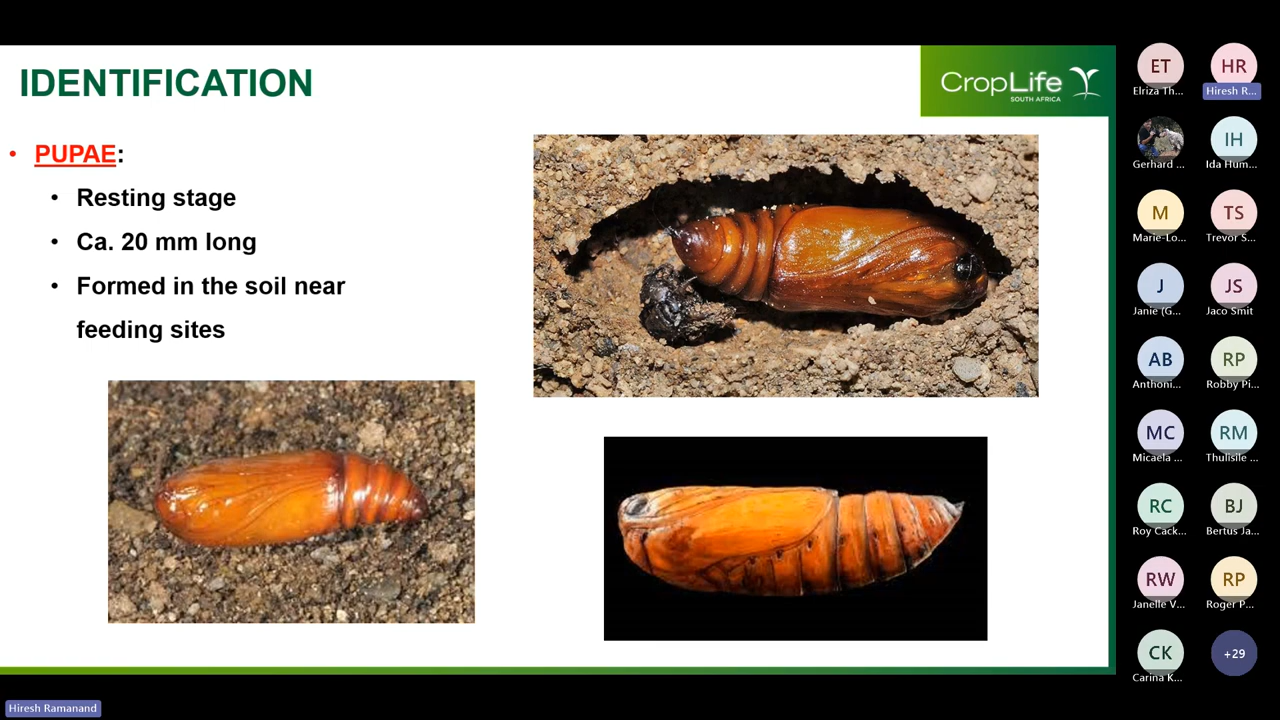 IDENTIFICATION
CropLife
SOUTH AFRICA
• PUPAE:
• Resting stage
• Ca. 20 mm long
• Formed in the soil near
feeding sites
ET
Elriza Th...
HR
Hiresh R...
Gerhard ...
IH
Ida Hum...
M
Marie-Lo...
TS
Trevor S...
J
Janie (G...
JS
Jaco Smit
AB
Anthoni...
RP
Robby Pi...
MC
Micaela ...
RM
Thulisile ...
RC
Roy Cack...
BJ
Bertus Ja...
RW
Janelle V...
RP
Roger P...
CK
Carina K...
+29
Hiresh Ramanand